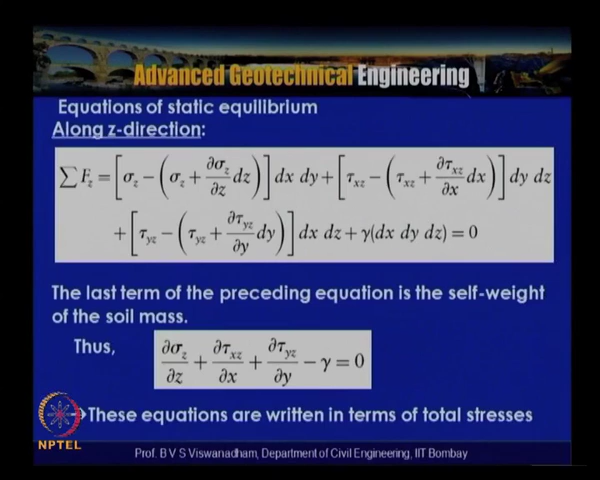 Advanced Geotechnical Engineering
Equations of static equilibrium
Along z-direction:
∑ F_z = [σ_z − (σ_z + ∂σ_z/∂z dz)] dx dy + [τ_xz − (τ_xz + ∂τ_xz/∂x dx)] dy dz
+ [τ_yz − (τ_yz + ∂τ_yz/∂y dy)] dx dz + γ(dx dy dz) = 0
The last term of the preceding equation is the self-weight
of the soil mass.
Thus, ∂σ_z/∂z + ∂τ_xz/∂x + ∂τ_yz/∂y − γ = 0
→These equations are written in terms of total stresses
NPTEL
Prof. B V S Viswanadham, Department of Civil Engineering, IIT Bombay